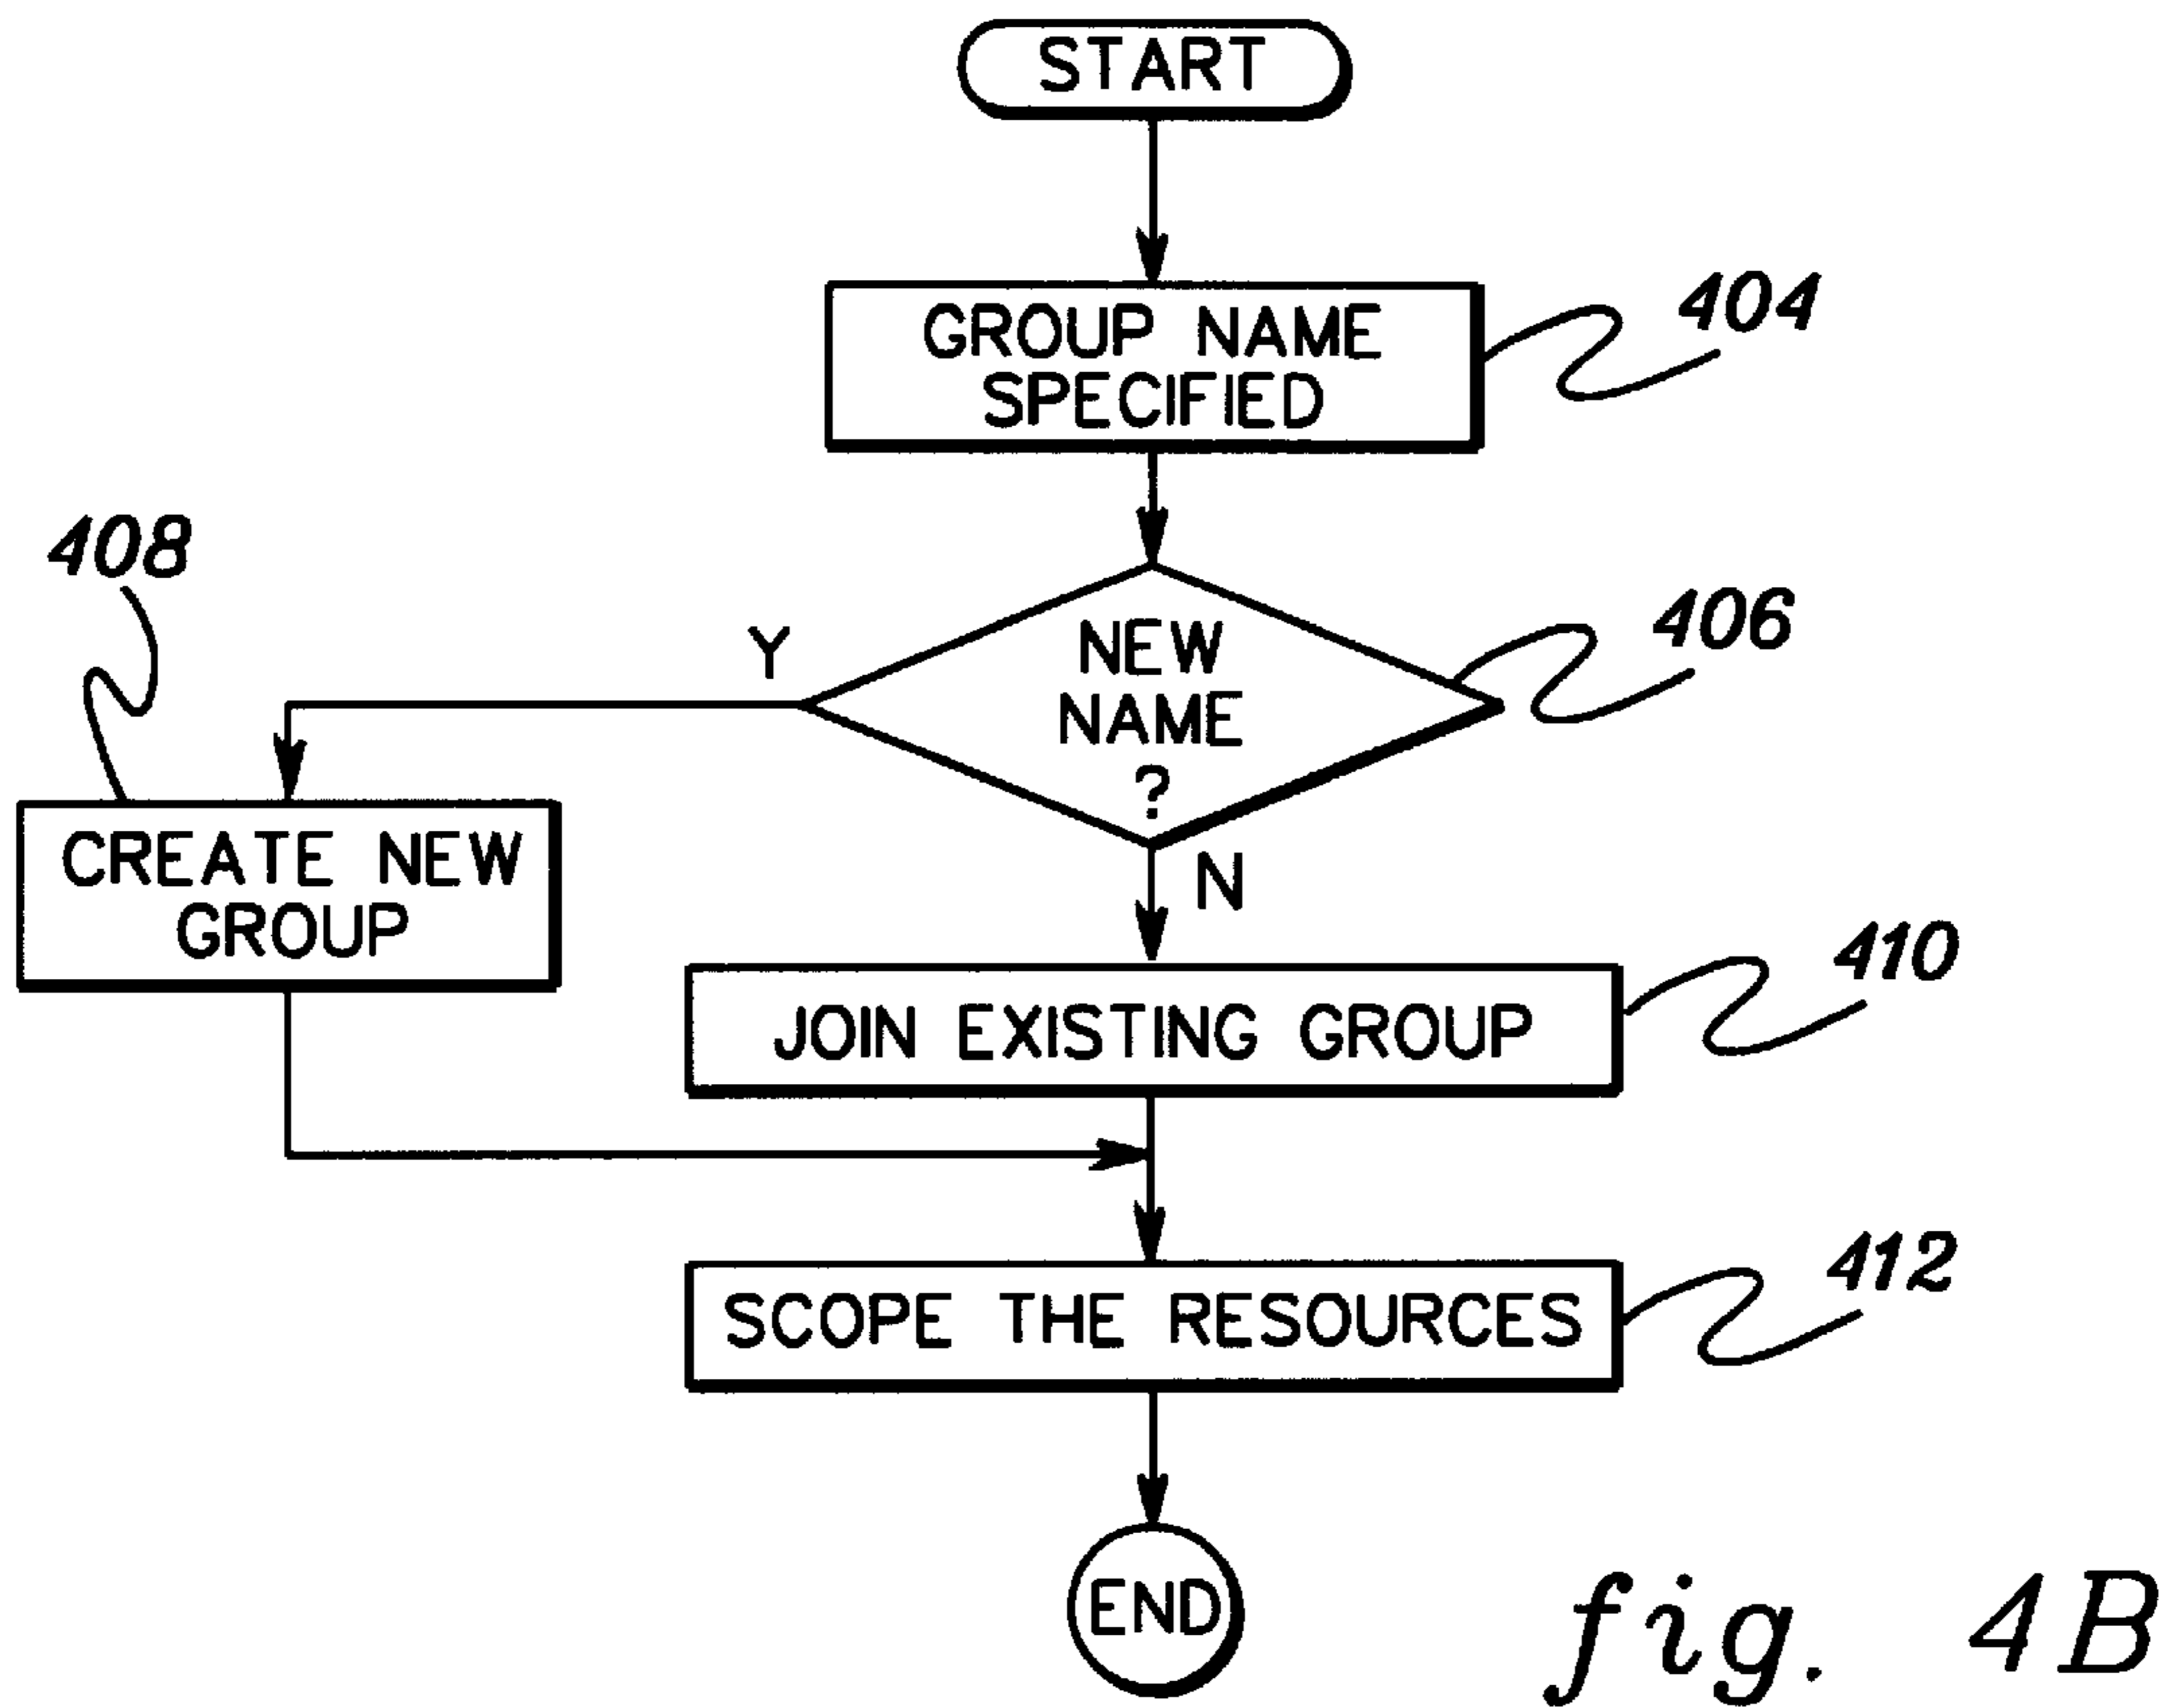 START
GROUP NAME
SPECIFIED
404
408
Y
NEW
NAME
?
406
CREATE NEW
GROUP
N
JOIN EXISTING GROUP
410
SCOPE THE RESOURCES
412
END
fig. 4B